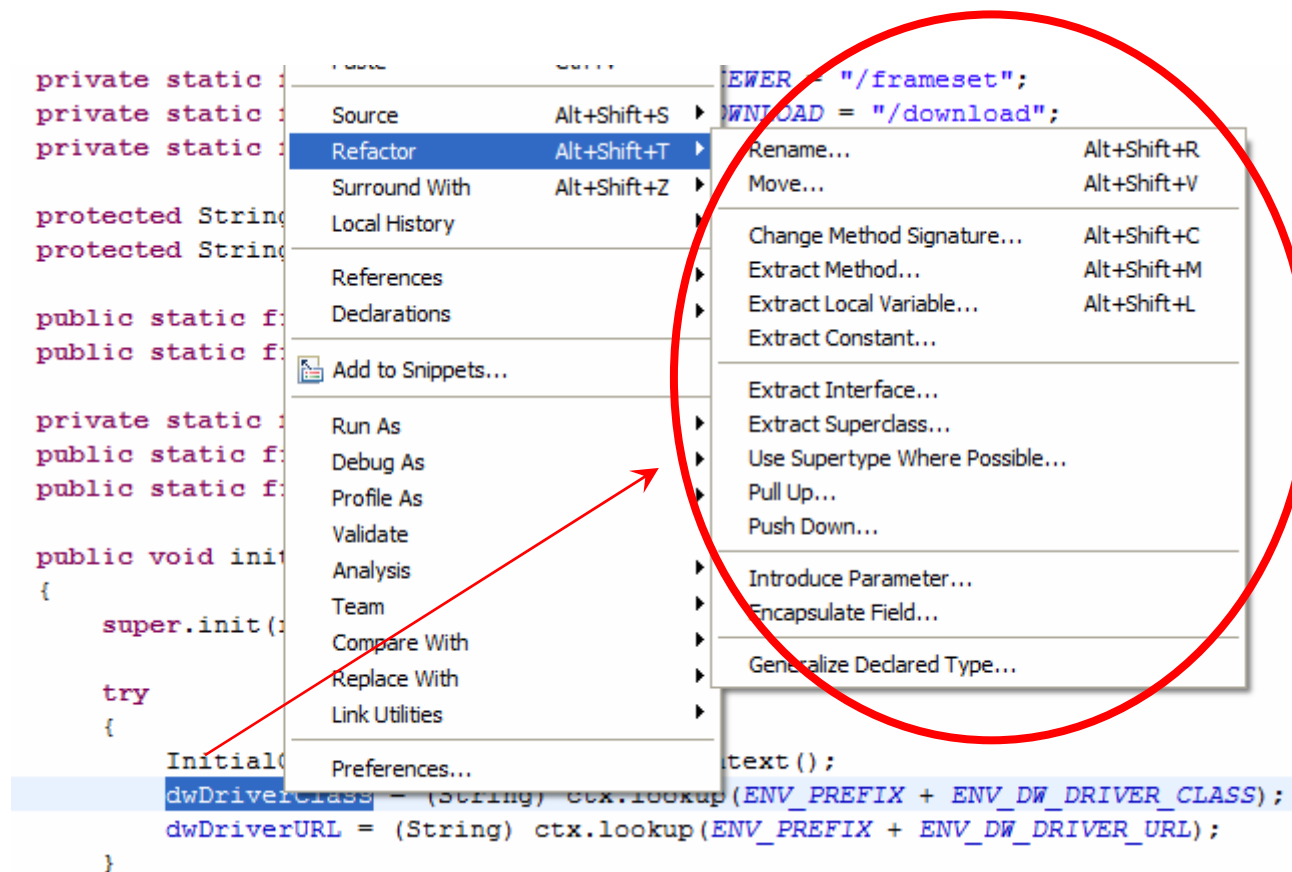 private static EWER = "/frameset";
private static OWNLOAD = "/download";
private static
protected String
protected String
public static
public static
private static
public static
public static
public void init
{
super.init(
try
{
Initial text();
dwDriverClass = (String) ctx.lookup(ENV_PREFIX + ENV_DW_DRIVER_CLASS);
dwDriverURL = (String) ctx.lookup(ENV_PREFIX + ENV_DW_DRIVER_URL);
}
Source Alt+Shift+S
Refactor Alt+Shift+T
Surround With Alt+Shift+Z
Local History
References
Declarations
Add to Snippets...
Run As
Debug As
Profile As
Validate
Analysis
Team
Compare With
Replace With
Link Utilities
Preferences...
Rename... Alt+Shift+R
Move... Alt+Shift+V
Change Method Signature... Alt+Shift+C
Extract Method... Alt+Shift+M
Extract Local Variable... Alt+Shift+L
Extract Constant...
Extract Interface...
Extract Superclass...
Use Supertype Where Possible...
Pull Up...
Push Down...
Introduce Parameter...
Encapsulate Field...
Generalize Declared Type...